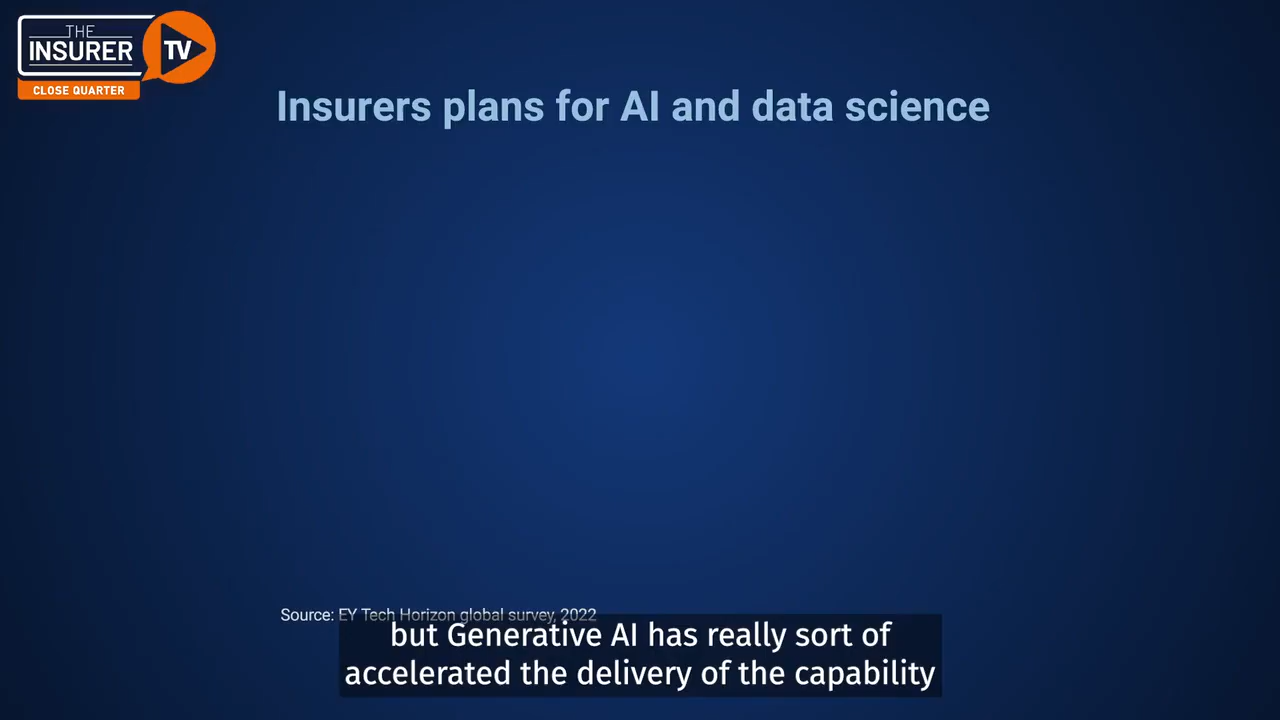 THE
INSURER
TV
CLOSE QUARTER
Insurers plans for AI and data science
Source: EY Tech Horizon global survey, 2022
but Generative AI has really sort of
accelerated the delivery of the capability